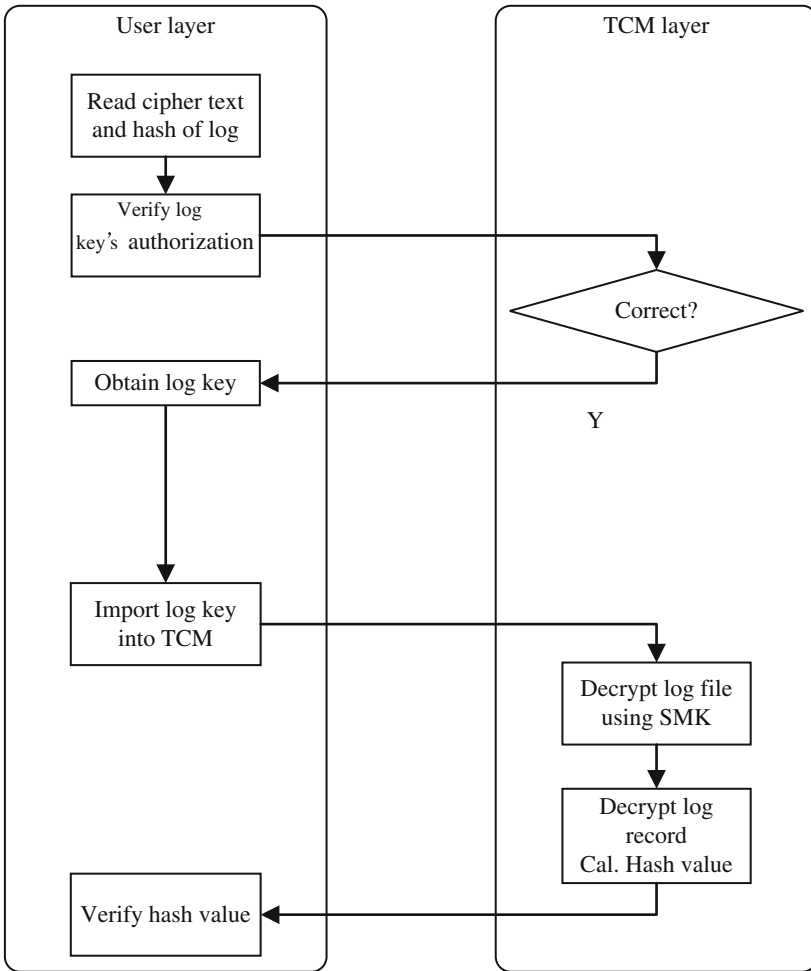 User layer
TCM layer
Read cipher text
and hash of log
Verify log
key's authorization
Correct?
Obtain log key
Y
Import log key
into TCM
Decrypt log file
using SMK
Decrypt log
record
Cal. Hash value
Verify hash value